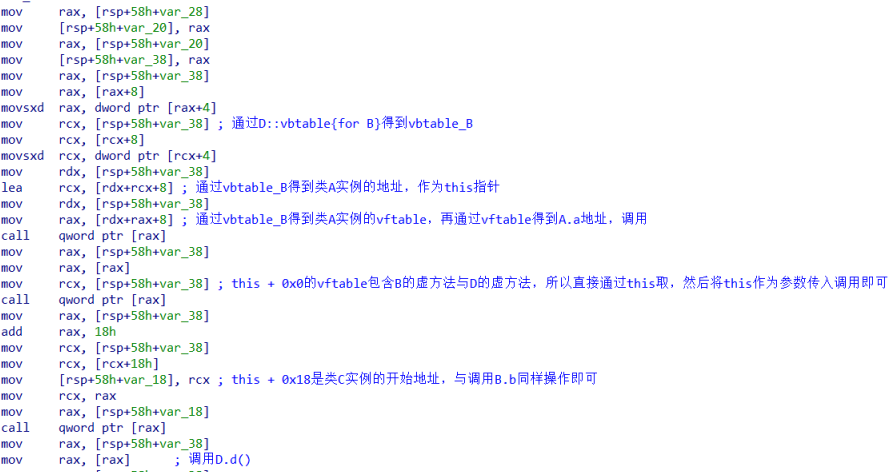 mov     rax, [rsp+58h+var_28]
mov     [rsp+58h+var_20], rax
mov     rax, [rsp+58h+var_20]
mov     [rsp+58h+var_38], rax
mov     rax, [rsp+58h+var_38]
mov     rax, [rax+8]
movsxd  rax, dword ptr [rax+4]
mov     rcx, [rsp+58h+var_38] ; 通过D::vbtable{for B}得到vbtable_B
mov     rcx, [rcx+8]
movsxd  rcx, dword ptr [rcx+4]
mov     rdx, [rsp+58h+var_38]
lea     rcx, [rdx+rcx+8] ; 通过vbtable_B得到类A实例的地址，作为this指针
mov     rdx, [rsp+58h+var_38]
mov     rax, [rdx+rax+8] ; 通过vbtable_B得到类A实例的vftable，再通过vftable得到A.a地址，调用
call    qword ptr [rax]
mov     rax, [rsp+58h+var_38]
mov     rax, [rax]
mov     rcx, [rsp+58h+var_38] ; this + 0x0的vftable包含B的虚方法与D的虚方法，所以直接通过this取，然后将this作为参数传入调用即可
call    qword ptr [rax]
mov     rax, [rsp+58h+var_38]
add     rax, 18h
mov     rcx, [rsp+58h+var_38]
mov     rcx, [rcx+18h]
mov     [rsp+58h+var_18], rcx ; this + 0x18是类C实例的开始地址，与调用B.b同样操作即可
mov     rcx, rax
mov     rax, [rsp+58h+var_18]
call    qword ptr [rax]
mov     rax, [rsp+58h+var_38]
mov     rax, [rax]      ; 调用D.d()